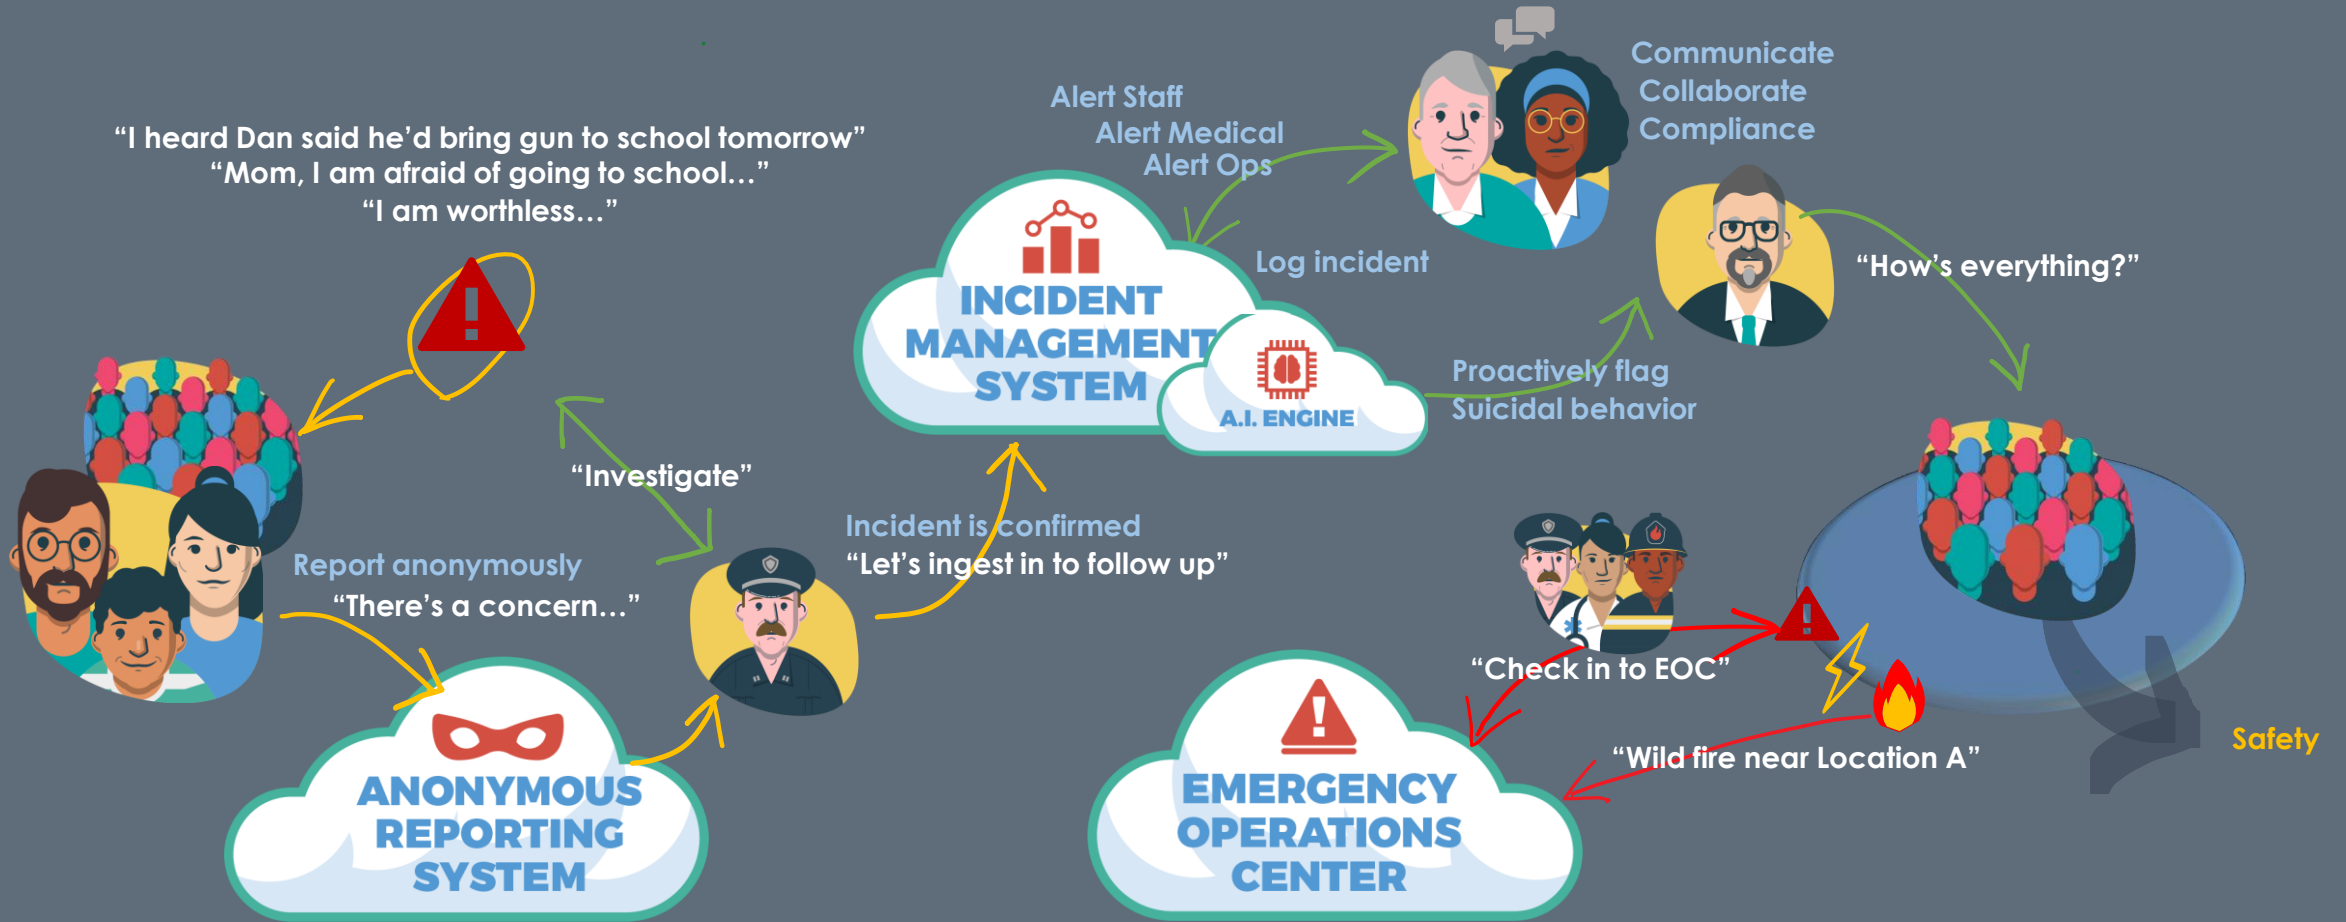 “I heard Dan said he’d bring gun to school tomorrow”
“Mom, I am afraid of going to school...”
“I am worthless...”
Report anonymously
“There’s a concern...”
ANONYMOUS
REPORTING
SYSTEM
“Investigate”
Incident is confirmed
“Let’s ingest in to follow up”
INCIDENT
MANAGEMENT
SYSTEM
A.I. ENGINE
Alert Staff
Alert Medical
Alert Ops
Log incident
Communicate
Collaborate
Compliance
Proactively flag
Suicidal behavior
“How’s everything?”
“Check in to EOC”
“Wild fire near Location A”
EMERGENCY
OPERATIONS
CENTER
Safety